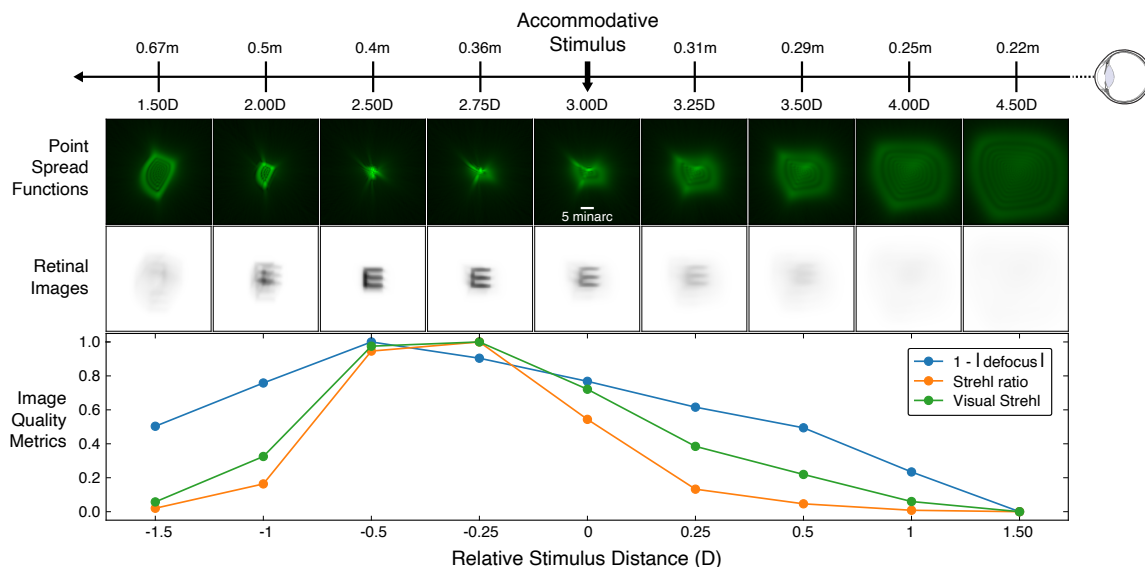 Accommodative
Stimulus
0.67m 0.5m 0.4m 0.36m 0.31m 0.29m 0.25m 0.22m
1.50D 2.00D 2.50D 2.75D 3.00D 3.25D 3.50D 4.00D 4.50D
Point
Spread
Functions
5 minarc
Retinal
Images
E E E E E
Image
Quality
Metrics
1.0
0.8
0.6
0.4
0.2
0.0
1 - | defocus |
Strehl ratio
Visual Strehl
-1.5 -1 -0.5 -0.25 0 0.25 0.5 1 1.50
Relative Stimulus Distance (D)